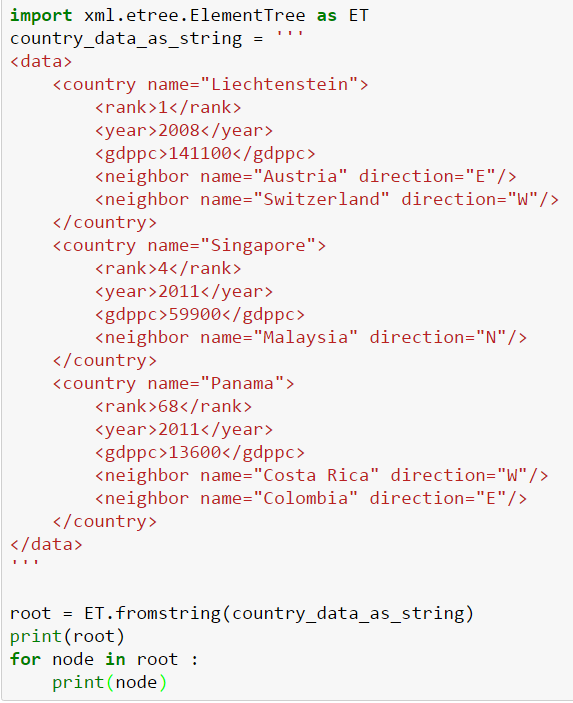 import xml.etree.ElementTree as ET
country_data_as_string = '''
<data>
    <country name="Liechtenstein">
        <rank>1</rank>
        <year>2008</year>
        <gdppc>141100</gdppc>
        <neighbor name="Austria" direction="E"/>
        <neighbor name="Switzerland" direction="W"/>
    </country>
    <country name="Singapore">
        <rank>4</rank>
        <year>2011</year>
        <gdppc>59900</gdppc>
        <neighbor name="Malaysia" direction="N"/>
    </country>
    <country name="Panama">
        <rank>68</rank>
        <year>2011</year>
        <gdppc>13600</gdppc>
        <neighbor name="Costa Rica" direction="W"/>
        <neighbor name="Colombia" direction="E"/>
    </country>
</data>
'''

root = ET.fromstring(country_data_as_string)
print(root)
for node in root :
    print(node)